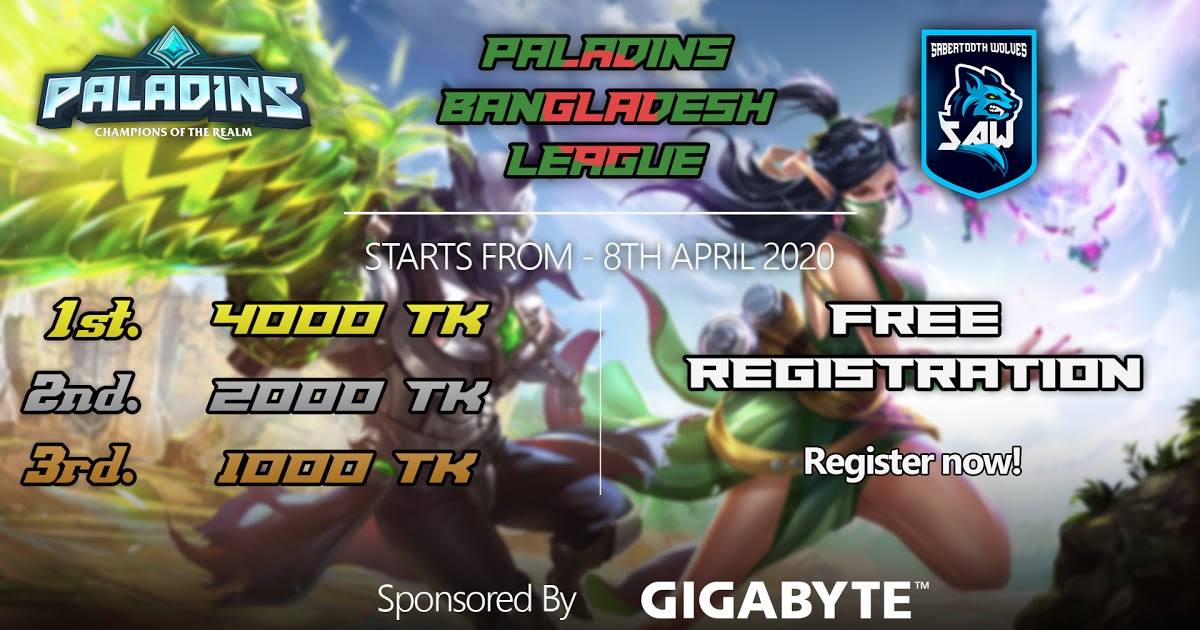 PALADINS
CHAMPIONS OF THE REALM
PALADINS
BANGLADESH
LEAGUE
SABERTOOTH WOLVES
SAW
STARTS FROM - 8TH APRIL 2020
1st. 4000 TK
2nd. 2000 TK
3rd. 1000 TK
FREE
REGISTRATION
Register now!
Sponsored By GIGABYTE™